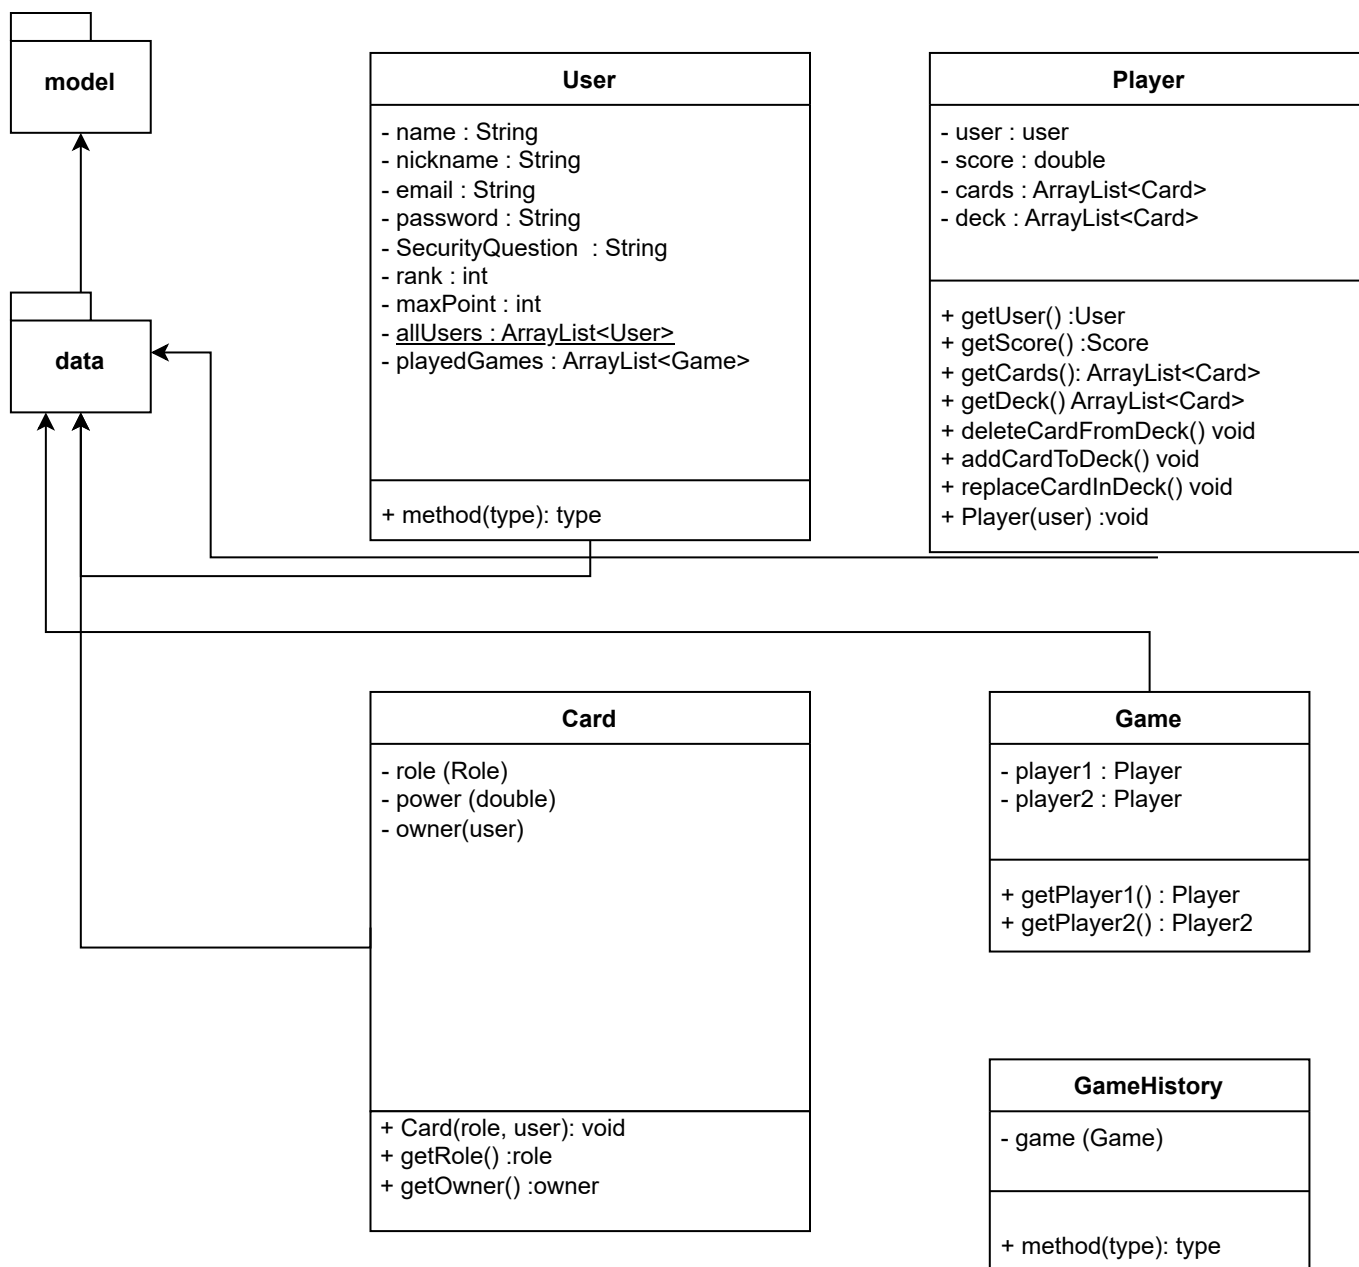 model
User
- name : String
- nickname : String
- email : String
- password : String
- SecurityQuestion  : String
- rank : int
- maxPoint : int
- allUsers : ArrayList<User>
- playedGames : ArrayList<Game>
+ method(type): type
Player
- user : user
- score : double
- cards : ArrayList<Card>
- deck : ArrayList<Card>
+ getUser() :User
+ getScore() :Score
+ getCards(): ArrayList<Card>
+ getDeck() ArrayList<Card>
+ deleteCardFromDeck() void
+ addCardToDeck() void
+ replaceCardInDeck() void
+ Player(user) :void
data
Card
- role (Role)
- power (double)
- owner(user)
+ Card(role, user): void
+ getRole() :role
+ getOwner() :owner
Game
- player1 : Player
- player2 : Player
+ getPlayer1() : Player
+ getPlayer2() : Player2
GameHistory
- game (Game)
+ method(type): type